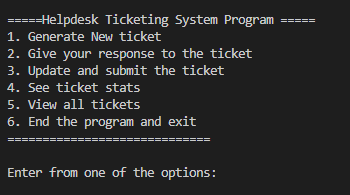 =====Helpdesk Ticketing System Program =====
1. Generate New ticket
2. Give your response to the ticket
3. Update and submit the ticket
4. See ticket stats
5. View all tickets
6. End the program and exit
=============================
Enter from one of the options: